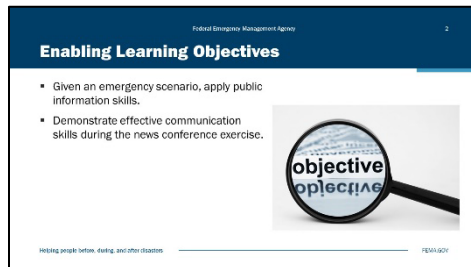 Federal Emergency Management Agency
2
Enabling Learning Objectives
▪ Given an emergency scenario, apply public
information skills.
▪ Demonstrate effective communication
skills during the news conference exercise.
objective
objective
Helping people before, during, and after disasters
FEMA.GOV